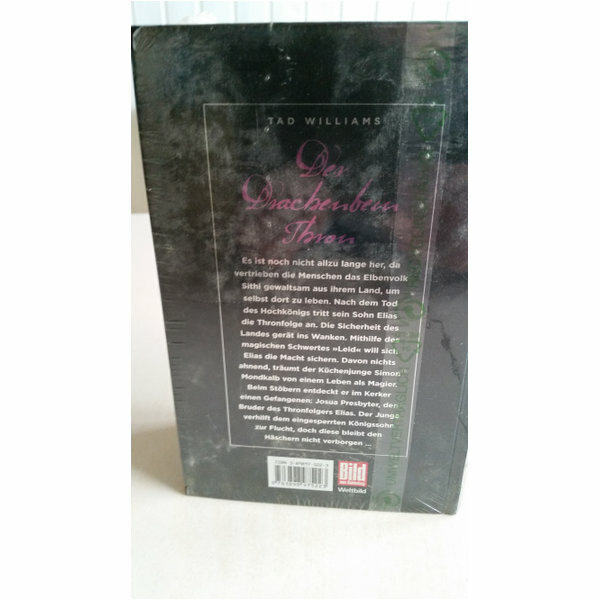 TAD WILLIAMS
Der
Drachenbein
Thron
Es ist noch nicht allzu lange her, da
vertrieben die Menschen das Elbenvolk
Sithi gewaltsam aus ihrem Land, um
selbst dort zu leben. Nach dem Tod
des Hochkönigs tritt sein Sohn Elias
die Thronfolge an. Die Sicherheit des
Landes gerät ins Wanken. Mithilfe des
magischen Schwertes »Leid« will sich
Elias die Macht sichern. Davon nichts
ahnend, träumt der Küchenjunge Simon
Mondkalb von einem Leben als Magier.
Beim Stöbern entdeckt er im Kerker
einen Gefangenen: Josua Presbyter, den
Bruder des Thronfolgers Elias. Der Junge
verhilft dem eingesperrten Königssohn
zur Flucht, doch diese bleibt den
Häschern nicht verborgen ...
Bild
am Sonntag
Weltbild